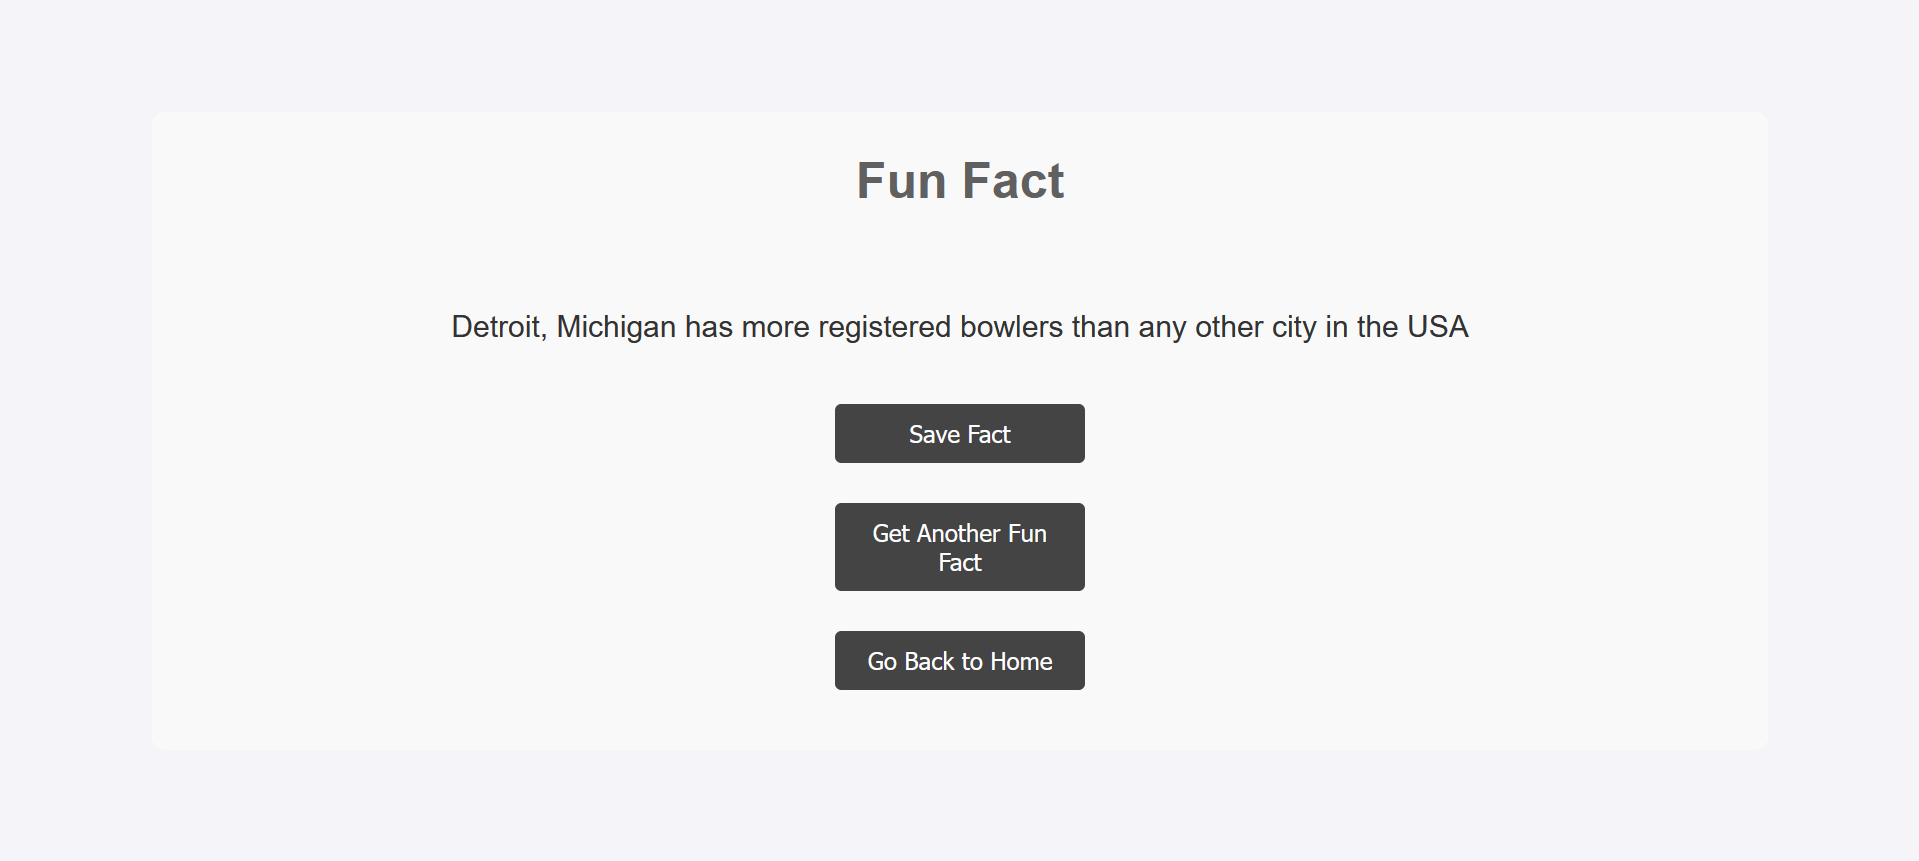 Fun Fact
Detroit, Michigan has more registered bowlers than any other city in the USA
Save Fact
Get Another Fun
Fact
Go Back to Home